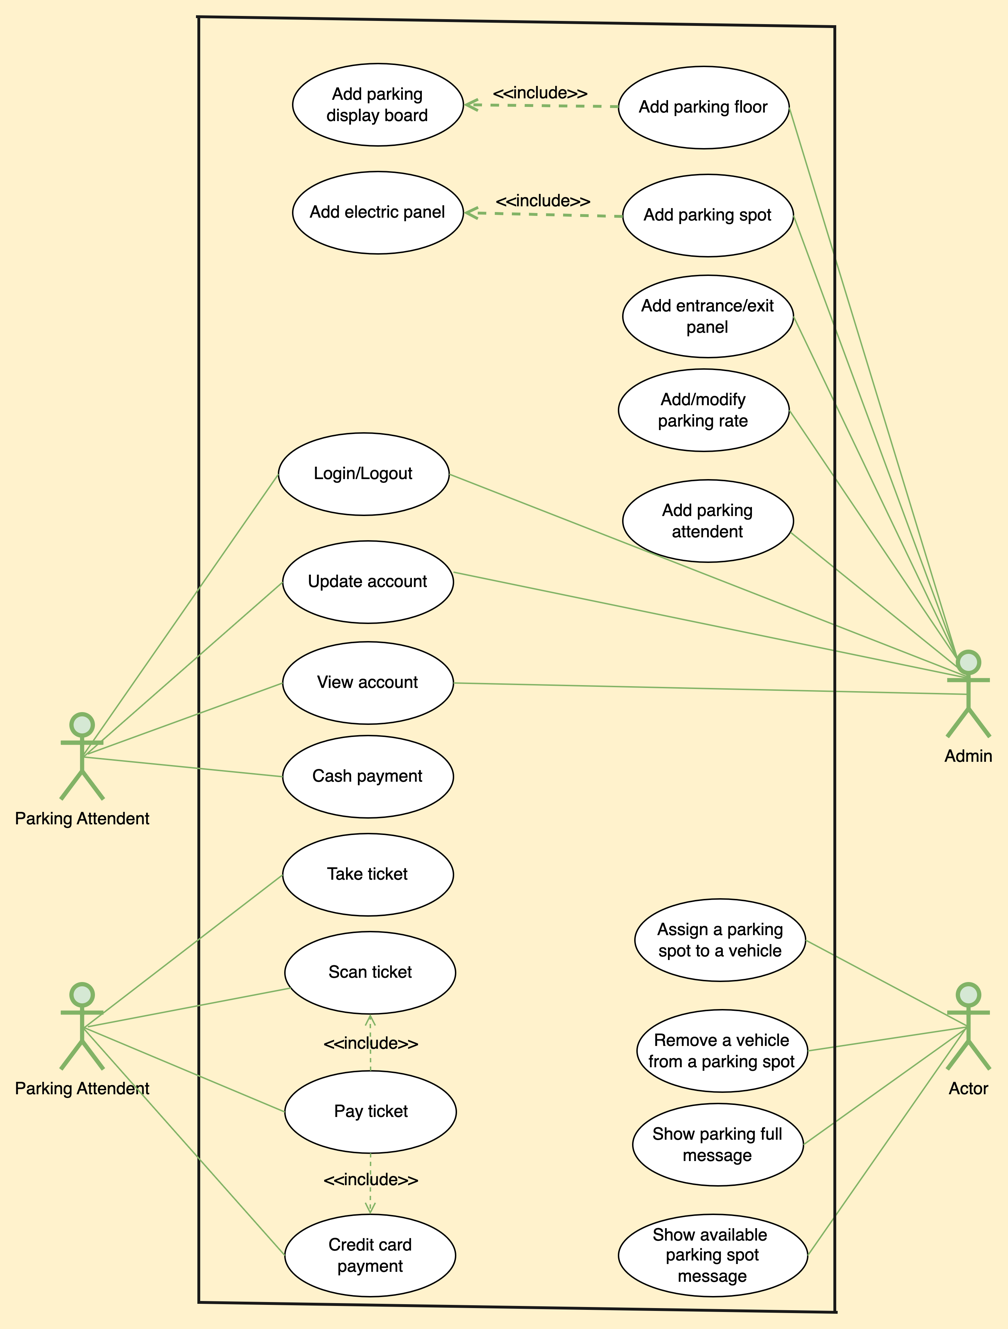 Add parking
display board
<<include>>
Add parking floor
Add electric panel
<<include>>
Add parking spot
Add entrance/exit
panel
Add/modify
parking rate
Login/Logout
Add parking
attendent
Update account
View account
Admin
Cash payment
Parking Attendent
Take ticket
Assign a parking
spot to a vehicle
Scan ticket
<<include>>
Remove a vehicle
from a parking spot
Parking Attendent
Actor
Pay ticket
Show parking full
message
<<include>>
Credit card
payment
Show available
parking spot
message